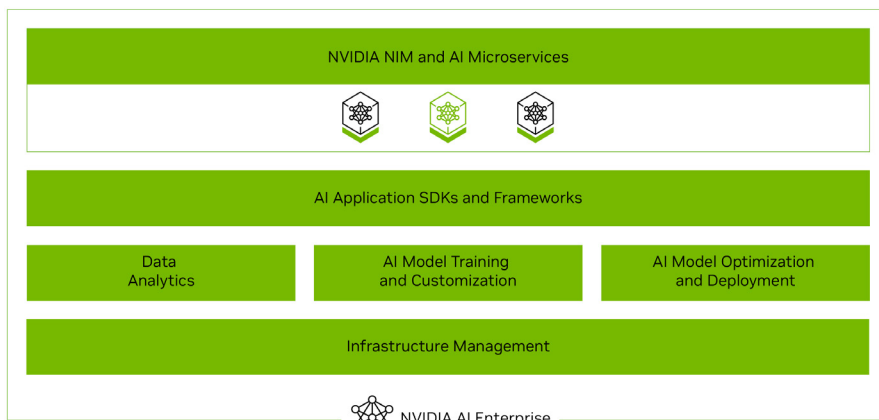 NVIDIA NIM and AI Microservices
AI Application SDKs and Frameworks
Data
Analytics
AI Model Training
and Customization
AI Model Optimization
and Deployment
Infrastructure Management
NVIDIA AI Enterprise